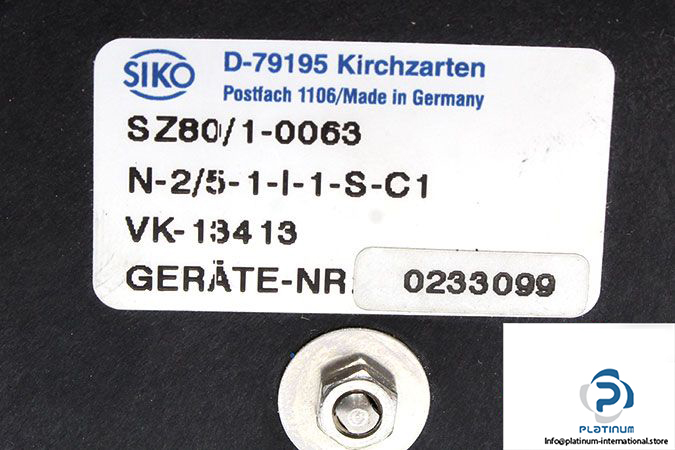 SIKO
D-79195 Kirchzarten
Postfach 1106/Made in Germany
SZ80/1-0063
N-2/5-1-I-1-S-C1
VK-13413
GERÄTE-NR. 0233099
PLATINUM
info@platinum-international.store